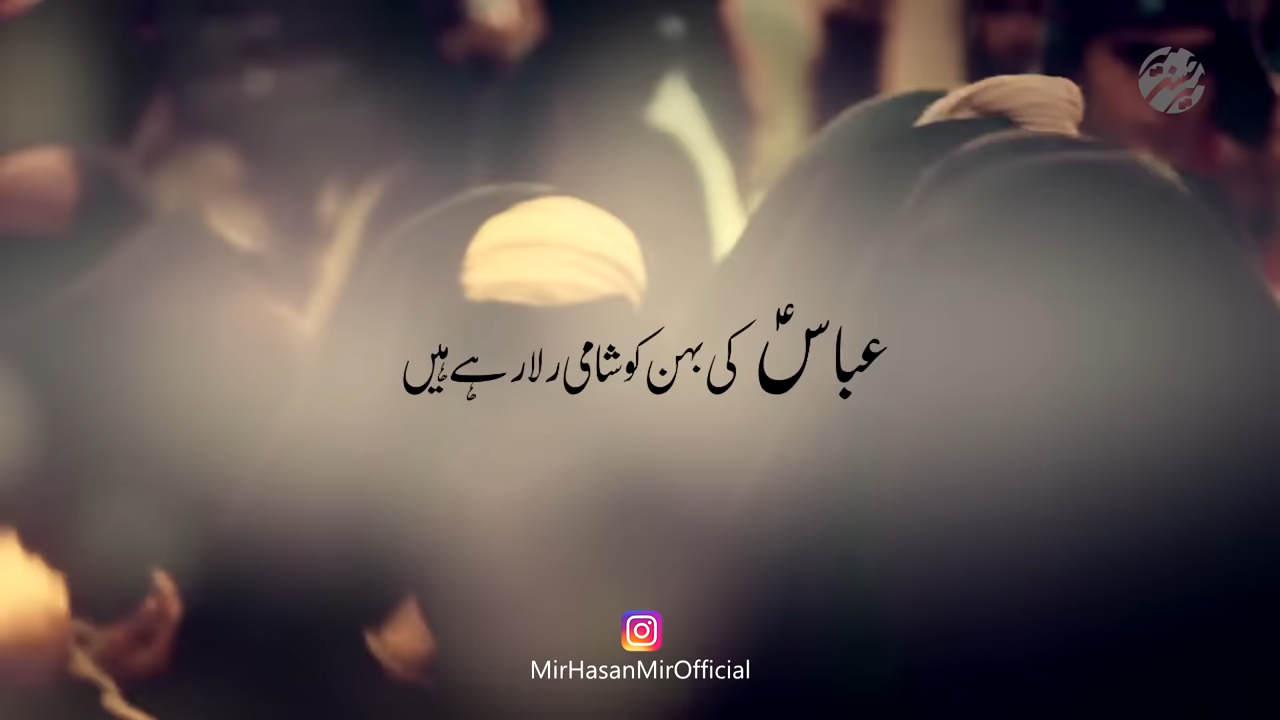 عباسؑ کی بہن کو شامی رلا رہے ہیں
MirHasanMirOfficial